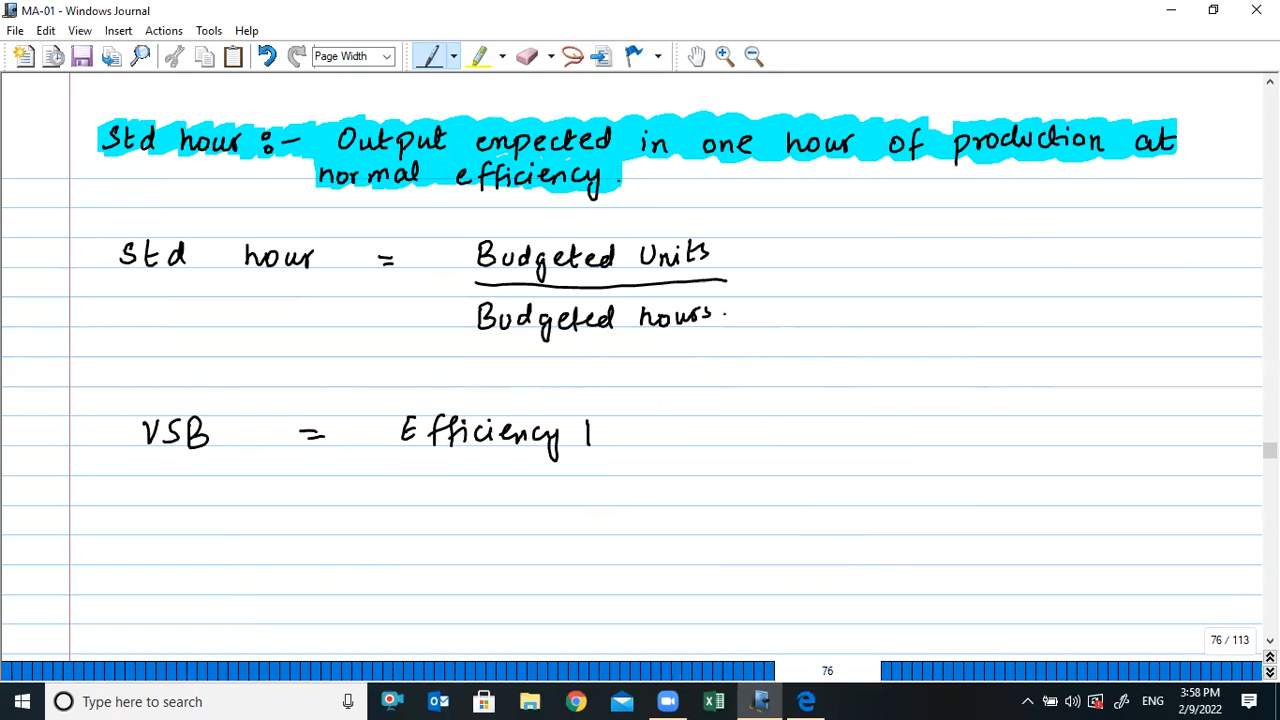 MA-01 - Windows Journal
File Edit View Insert Actions Tools Help
Page Width
Std hour :- Output enpected in one hour of production at
normal efficiency.
Std hour = Budgeted Units
Budgeted hours.
VSB = Efficiency |
76 / 113
76
Type here to search
ENG
3:58 PM
2/9/2022